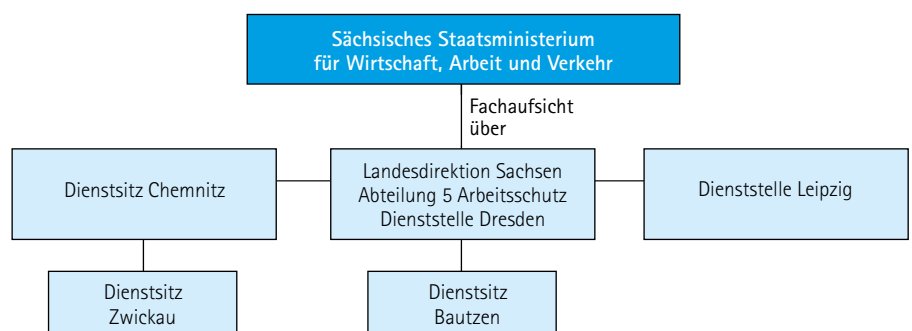 Sächsisches Staatsministerium
für Wirtschaft, Arbeit und Verkehr
Fachaufsicht
über
Dienstsitz Chemnitz
Landesdirektion Sachsen
Abteilung 5 Arbeitsschutz
Dienststelle Dresden
Dienststelle Leipzig
Dienstsitz
Zwickau
Dienstsitz
Bautzen